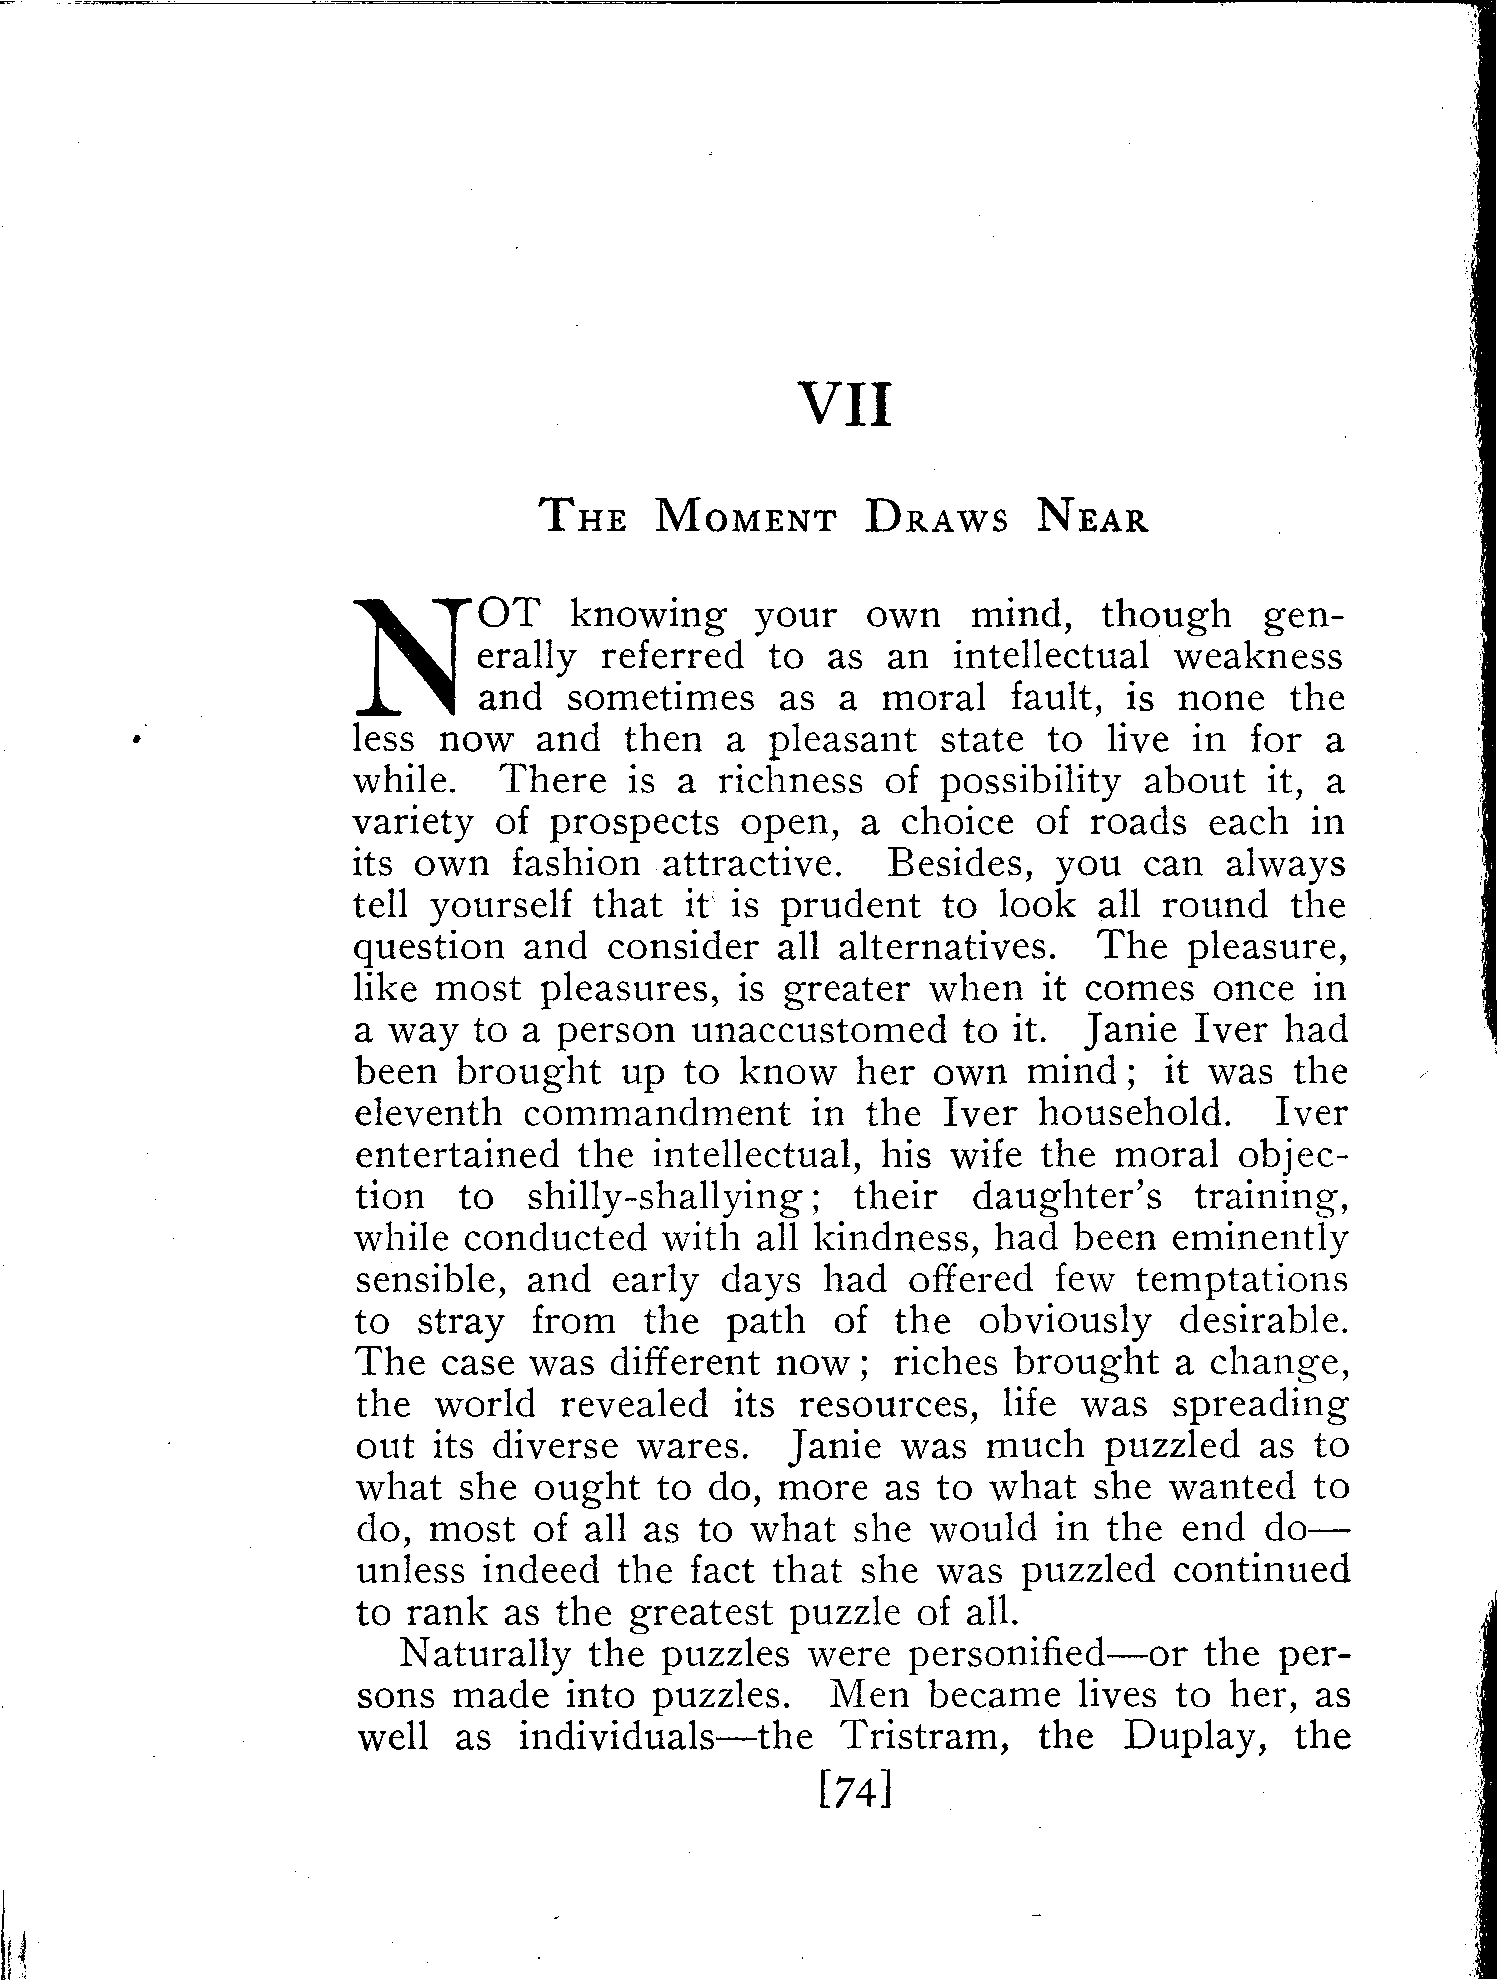 VII
THE MOMENT DRAWS NEAR
NOT knowing your own mind, though gen-
erally referred to as an intellectual weakness
and sometimes as a moral fault, is none the
less now and then a pleasant state to live in for a
while. There is a richness of possibility about it, a
variety of prospects open, a choice of roads each in
its own fashion attractive. Besides, you can always
tell yourself that it is prudent to look all round the
question and consider all alternatives. The pleasure,
like most pleasures, is greater when it comes once in
a way to a person unaccustomed to it. Janie Iver had
been brought up to know her own mind; it was the
eleventh commandment in the Iver household. Iver
entertained the intellectual, his wife the moral objec-
tion to shilly-shallying; their daughter's training,
while conducted with all kindness, had been eminently
sensible, and early days had offered few temptations
to stray from the path of the obviously desirable.
The case was different now; riches brought a change,
the world revealed its resources, life was spreading
out its diverse wares. Janie was much puzzled as to
what she ought to do, more as to what she wanted to
do, most of all as to what she would in the end do—
unless indeed the fact that she was puzzled continued
to rank as the greatest puzzle of all.
Naturally the puzzles were personified—or the per-
sons made into puzzles. Men became lives to her, as
well as individuals—the Tristram, the Duplay, the
[74]